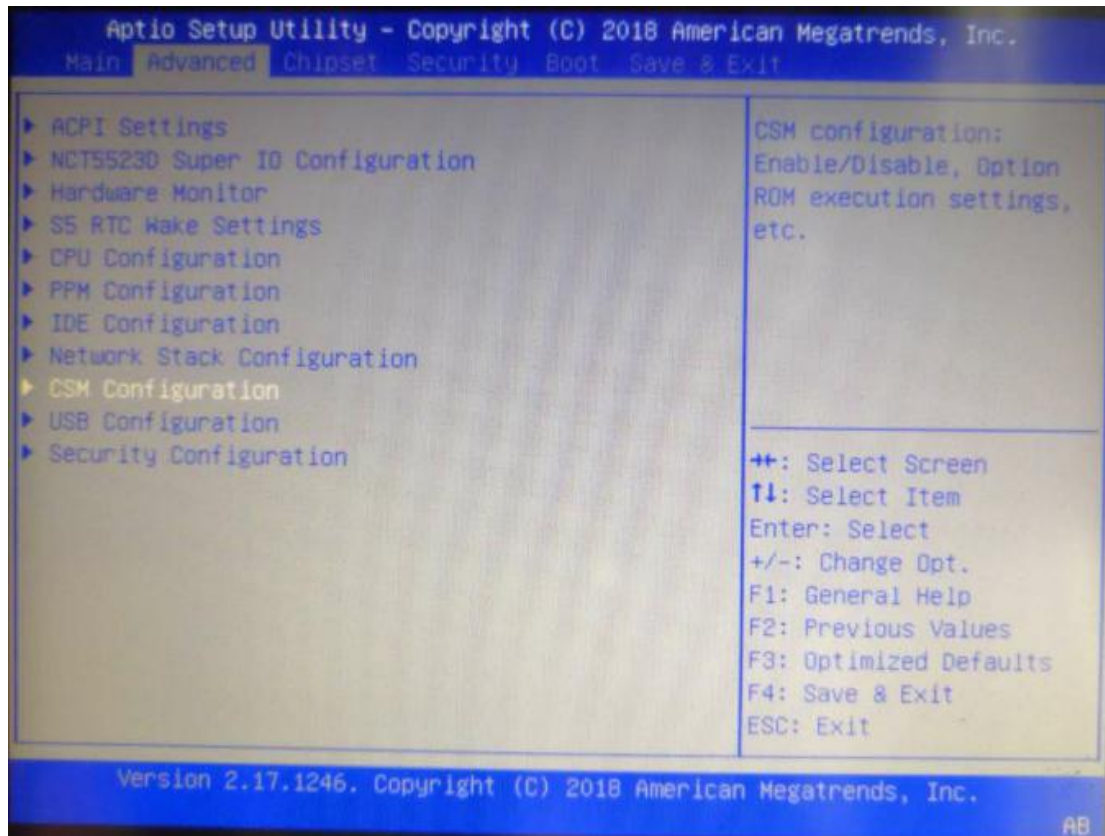 Aptio Setup Utility - Copyright (C) 2018 American Megatrends, Inc.
Main Advanced Chipset Security Boot Save & Exit
ACPI Settings
NCT5523D Super IO Configuration
Hardware Monitor
S5 RTC Wake Settings
CPU Configuration
PPM Configuration
IDE Configuration
Network Stack Configuration
CSM Configuration
USB Configuration
Security Configuration
CSM configuration:
Enable/Disable, Option
ROM execution settings,
etc.
→←: Select Screen
↑↓: Select Item
Enter: Select
+/-: Change Opt.
F1: General Help
F2: Previous Values
F3: Optimized Defaults
F4: Save & Exit
ESC: Exit
Version 2.17.1246. Copyright (C) 2018 American Megatrends, Inc.
AB